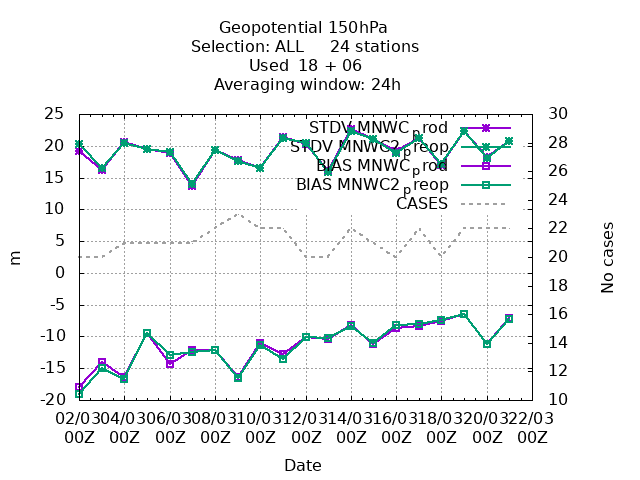 Geopotential 150hPa
Selection: ALL 24 stations
Used 18 + 06
Averaging window: 24h
25 30
20 28
15 26
10 24
5 22
0 20
-5 18
-10 16
-15 14
-20 12
10
STDV MNWC_prod
STDV MNWC2_preop
BIAS MNWC_prod
BIAS MNWC2_preop
CASES
m
No cases
02/03 04/03 06/03 08/03 10/03 12/03 14/03 16/03 18/03 20/03 22/03
00Z 00Z 00Z 00Z 00Z 00Z 00Z 00Z 00Z 00Z 00Z
Date